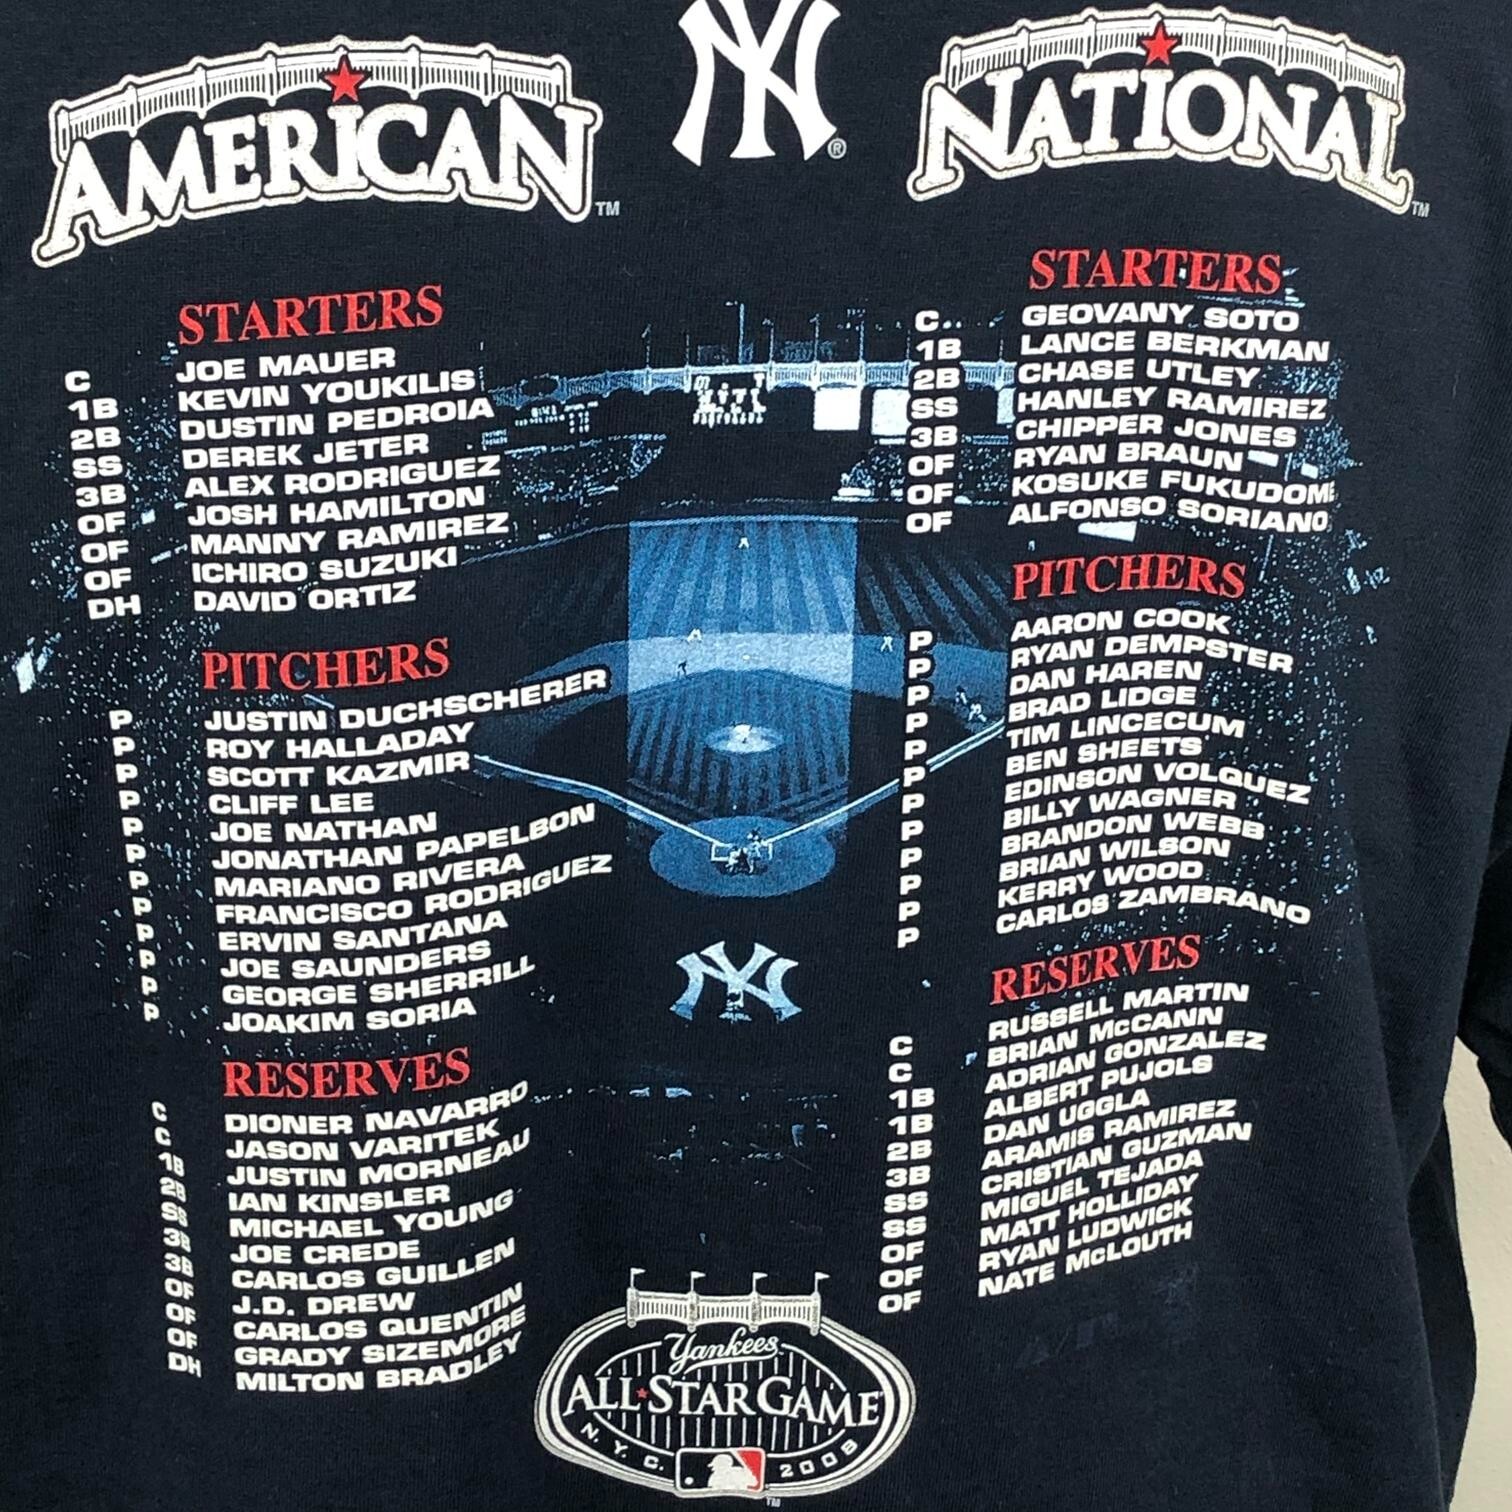 AMERICAN ™
STARTERS
C JOE MAUER
1B KEVIN YOUKILIS
2B DUSTIN PEDROIA
SS DEREK JETER
3B ALEX RODRIGUEZ
OF JOSH HAMILTON
OF MANNY RAMIREZ
OF ICHIRO SUZUKI
DH DAVID ORTIZ
PITCHERS
P JUSTIN DUCHSCHERER
P ROY HALLADAY
P SCOTT KAZMIR
P CLIFF LEE
P JOE NATHAN
P JONATHAN PAPELBON
P MARIANO RIVERA
P FRANCISCO RODRIGUEZ
P ERVIN SANTANA
P JOE SAUNDERS
P GEORGE SHERRILL
P JOAKIM SORIA
RESERVES
C DIONER NAVARRO
C JASON VARITEK
1B JUSTIN MORNEAU
2B IAN KINSLER
SS MICHAEL YOUNG
3B JOE CREDE
3B CARLOS GUILLEN
OF J.D. DREW
OF CARLOS QUENTIN
OF GRADY SIZEMORE
DH MILTON BRADLEY
NY ®
NATIONAL ™
STARTERS
C GEOVANY SOTO
1B LANCE BERKMAN
2B CHASE UTLEY
SS HANLEY RAMIREZ
3B CHIPPER JONES
OF RYAN BRAUN
OF KOSUKE FUKUDOME
OF ALFONSO SORIANO
PITCHERS
P AARON COOK
P RYAN DEMPSTER
P DAN HAREN
P BRAD LIDGE
P TIM LINCECUM
P BEN SHEETS
P EDINSON VOLQUEZ
P BILLY WAGNER
P BRANDON WEBB
P BRIAN WILSON
P KERRY WOOD
P CARLOS ZAMBRANO
RESERVES
C RUSSELL MARTIN
C BRIAN McCANN
1B ADRIAN GONZALEZ
1B ALBERT PUJOLS
2B DAN UGGLA
3B ARAMIS RAMIREZ
SS CRISTIAN GUZMAN
SS MIGUEL TEJADA
OF MATT HOLLIDAY
OF RYAN LUDWICK
OF NATE McLOUTH
NY
Yankees
ALL★STAR GAME
N.Y.C. 2008
™